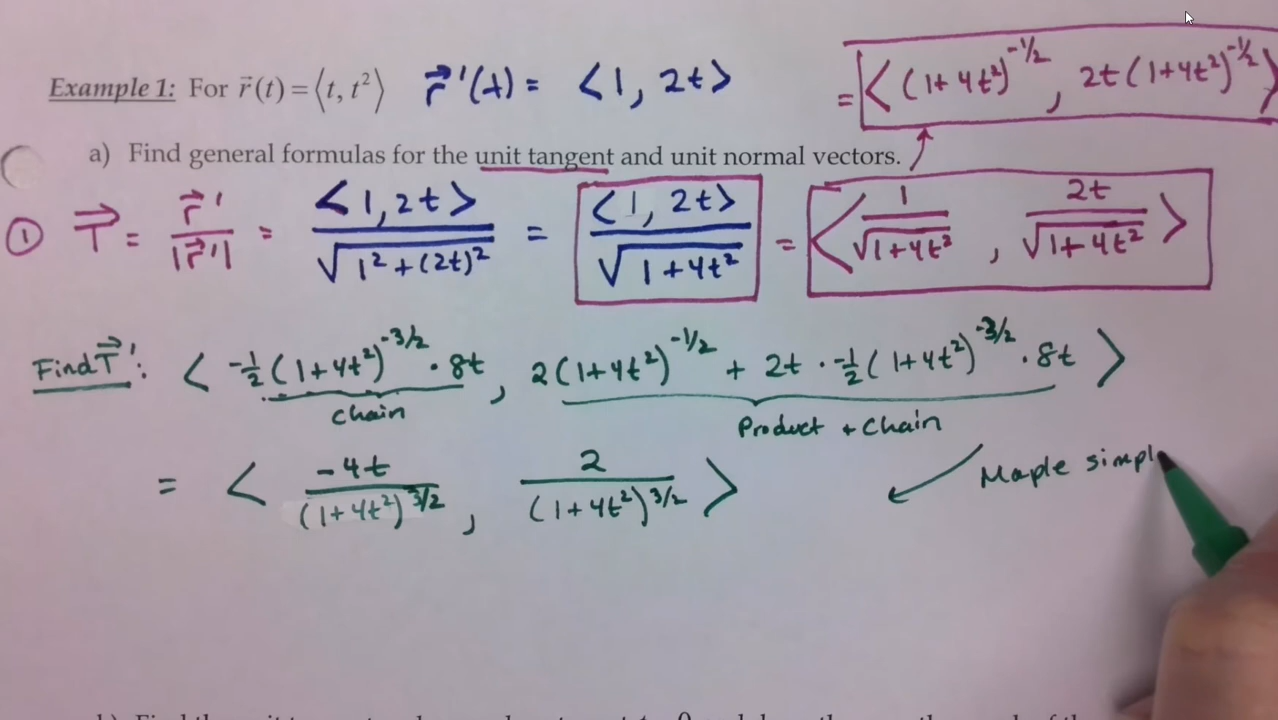 Example 1: For r⃗(t) = ⟨t, t²⟩ r⃗'(t) = <1, 2t> = <(1+4t²)^(-1/2), 2t(1+4t²)^(-1/2)>
a) Find general formulas for the unit tangent and unit normal vectors.
① T⃗ = r⃗'/|r⃗'| = <1, 2t>/√(1²+(2t)²) = <1, 2t>/√(1+4t²) = <1/√(1+4t²), 2t/√(1+4t²)>
Find T⃗': <-½(1+4t²)^(-3/2)·8t, 2(1+4t²)^(-1/2) + 2t·-½(1+4t²)^(-3/2)·8t>
chain Product + Chain
= <-4t/(1+4t²)^(3/2), 2/(1+4t²)^(3/2)> Maple simpl